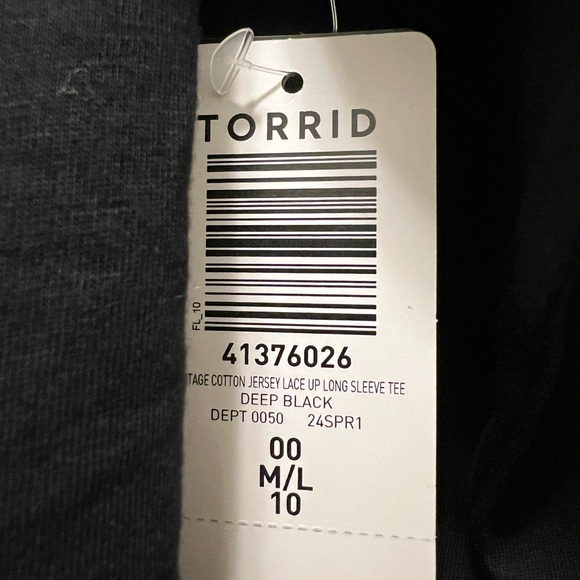 TORRID
FL_10
41376026
TAGE COTTON JERSEY LACE UP LONG SLEEVE TEE
DEEP BLACK
DEPT 0050 24SPR1
00
M/L
10